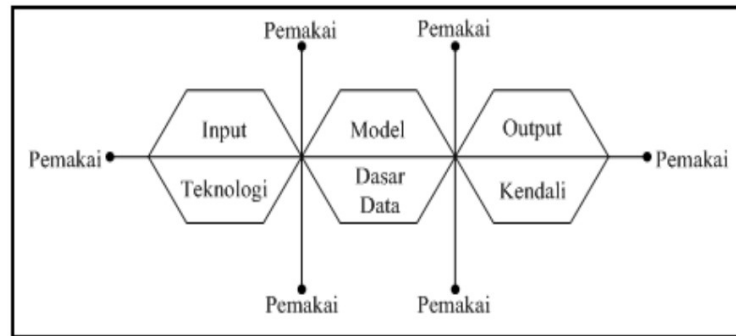 Pemakai
Pemakai
Input
Model
Output
Pemakai
Pemakai
Teknologi
Dasar
Data
Kendali
Pemakai
Pemakai